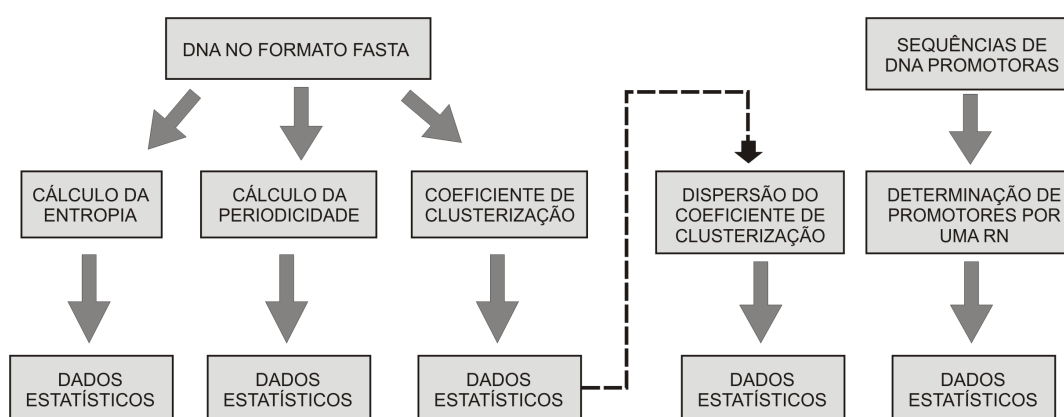 DNA NO FORMATO FASTA
SEQUÊNCIAS DE
DNA PROMOTORAS
CÁLCULO DA
ENTROPIA
CÁLCULO DA
PERIODICIDADE
COEFICIENTE DE
CLUSTERIZAÇÃO
DISPERSÃO DO
COEFICIENTE DE
CLUSTERIZAÇÃO
DETERMINAÇÃO DE
PROMOTORES POR
UMA RN
DADOS
ESTATÍSTICOS
DADOS
ESTATÍSTICOS
DADOS
ESTATÍSTICOS
DADOS
ESTATÍSTICOS
DADOS
ESTATÍSTICOS